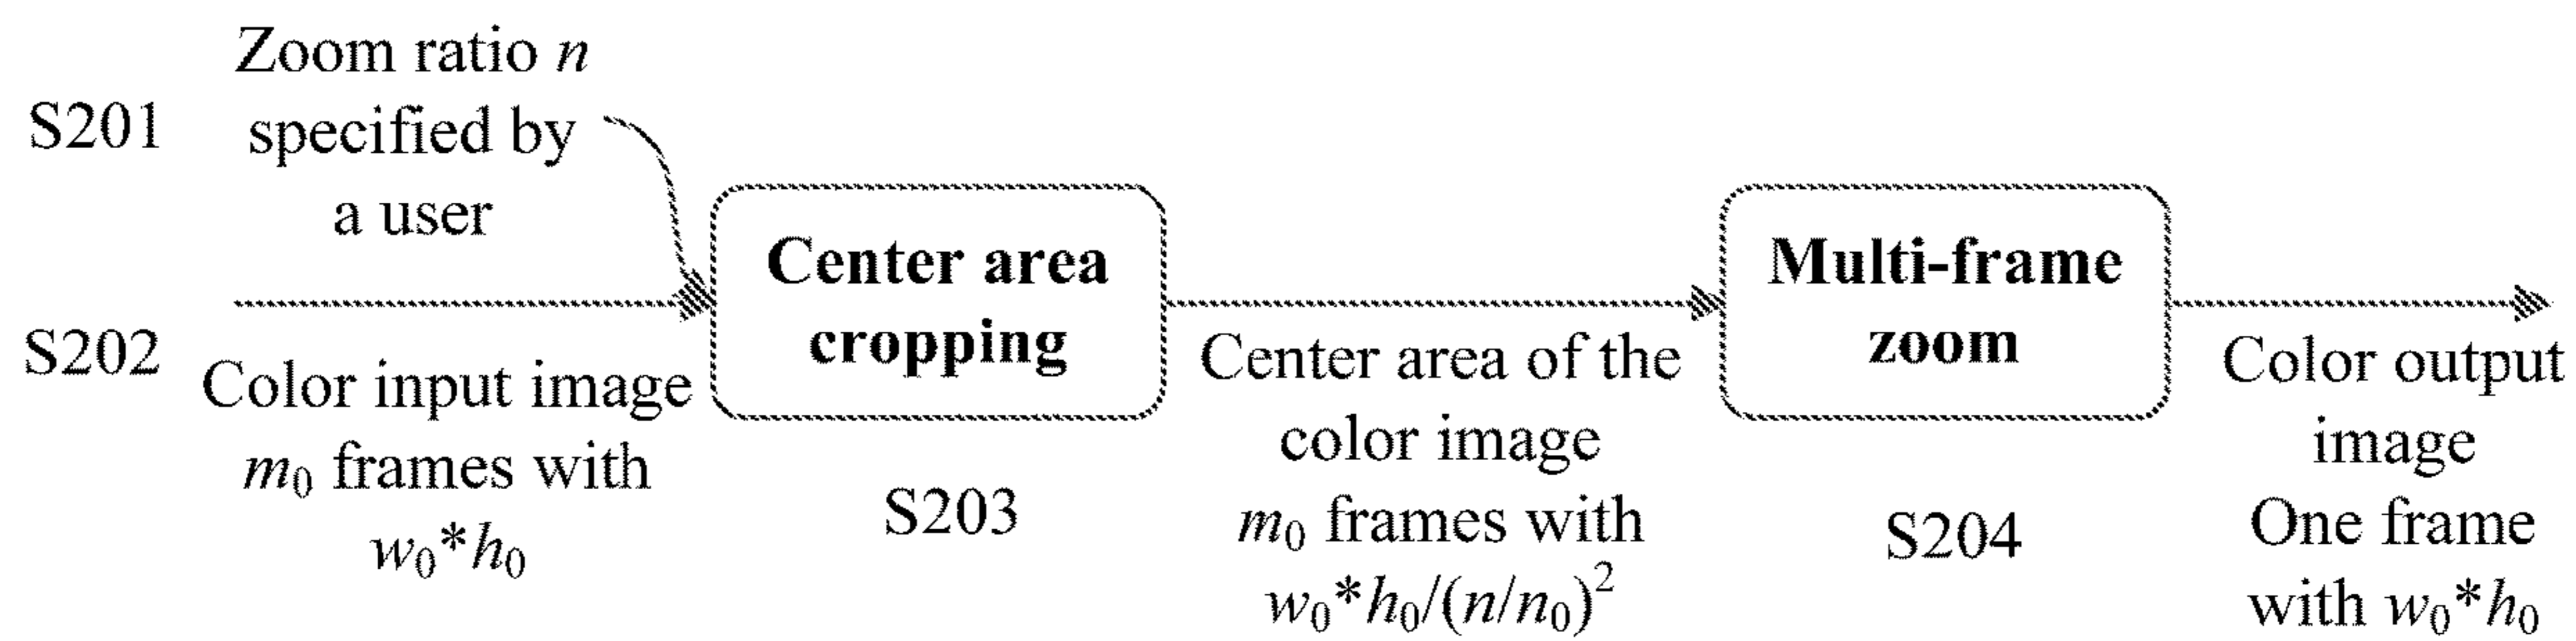 Zoom ratio n
S201
specified by
a user
Center area
cropping
Multi-frame
zoom
S202
Color input image
m₀ frames with
w₀*h₀
S203
Center area of the
color image
m₀ frames with
w₀*h₀/(n/n₀)²
S204
Color output
image
One frame
with w₀*h₀